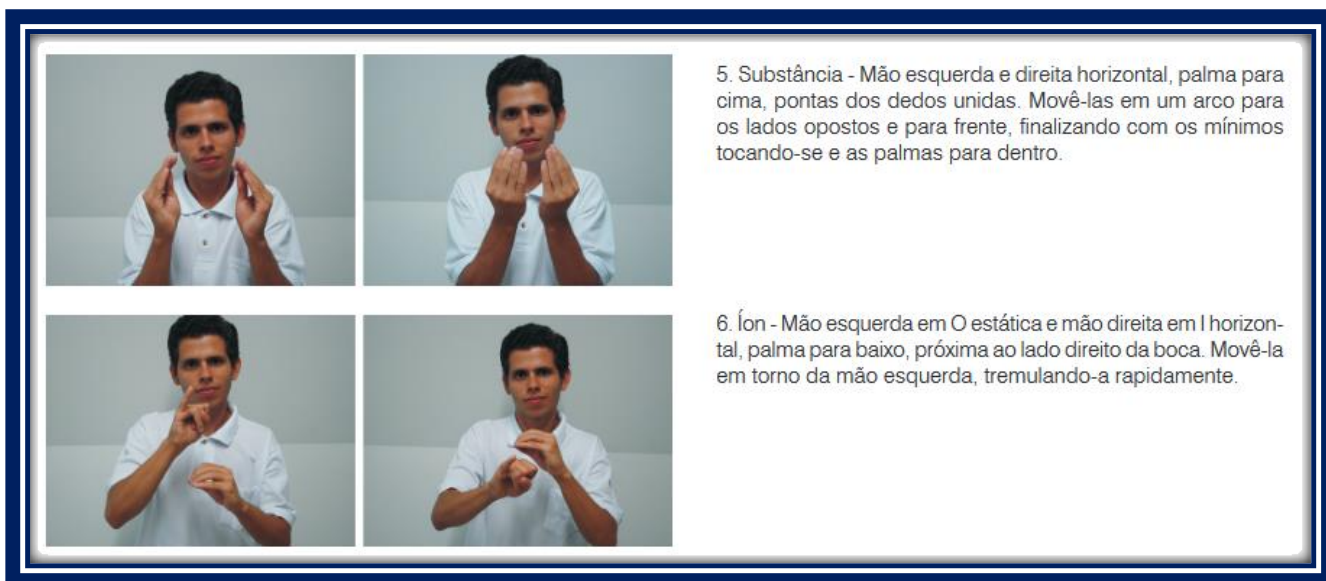 5. Substância - Mão esquerda e direita horizontal, palma para
cima, pontas dos dedos unidas. Movê-las em um arco para
os lados opostos e para frente, finalizando com os mínimos
tocando-se e as palmas para dentro.
6. Íon - Mão esquerda em O estática e mão direita em I horizon-
tal, palma para baixo, próxima ao lado direito da boca. Movê-la
em torno da mão esquerda, tremulando-a rapidamente.